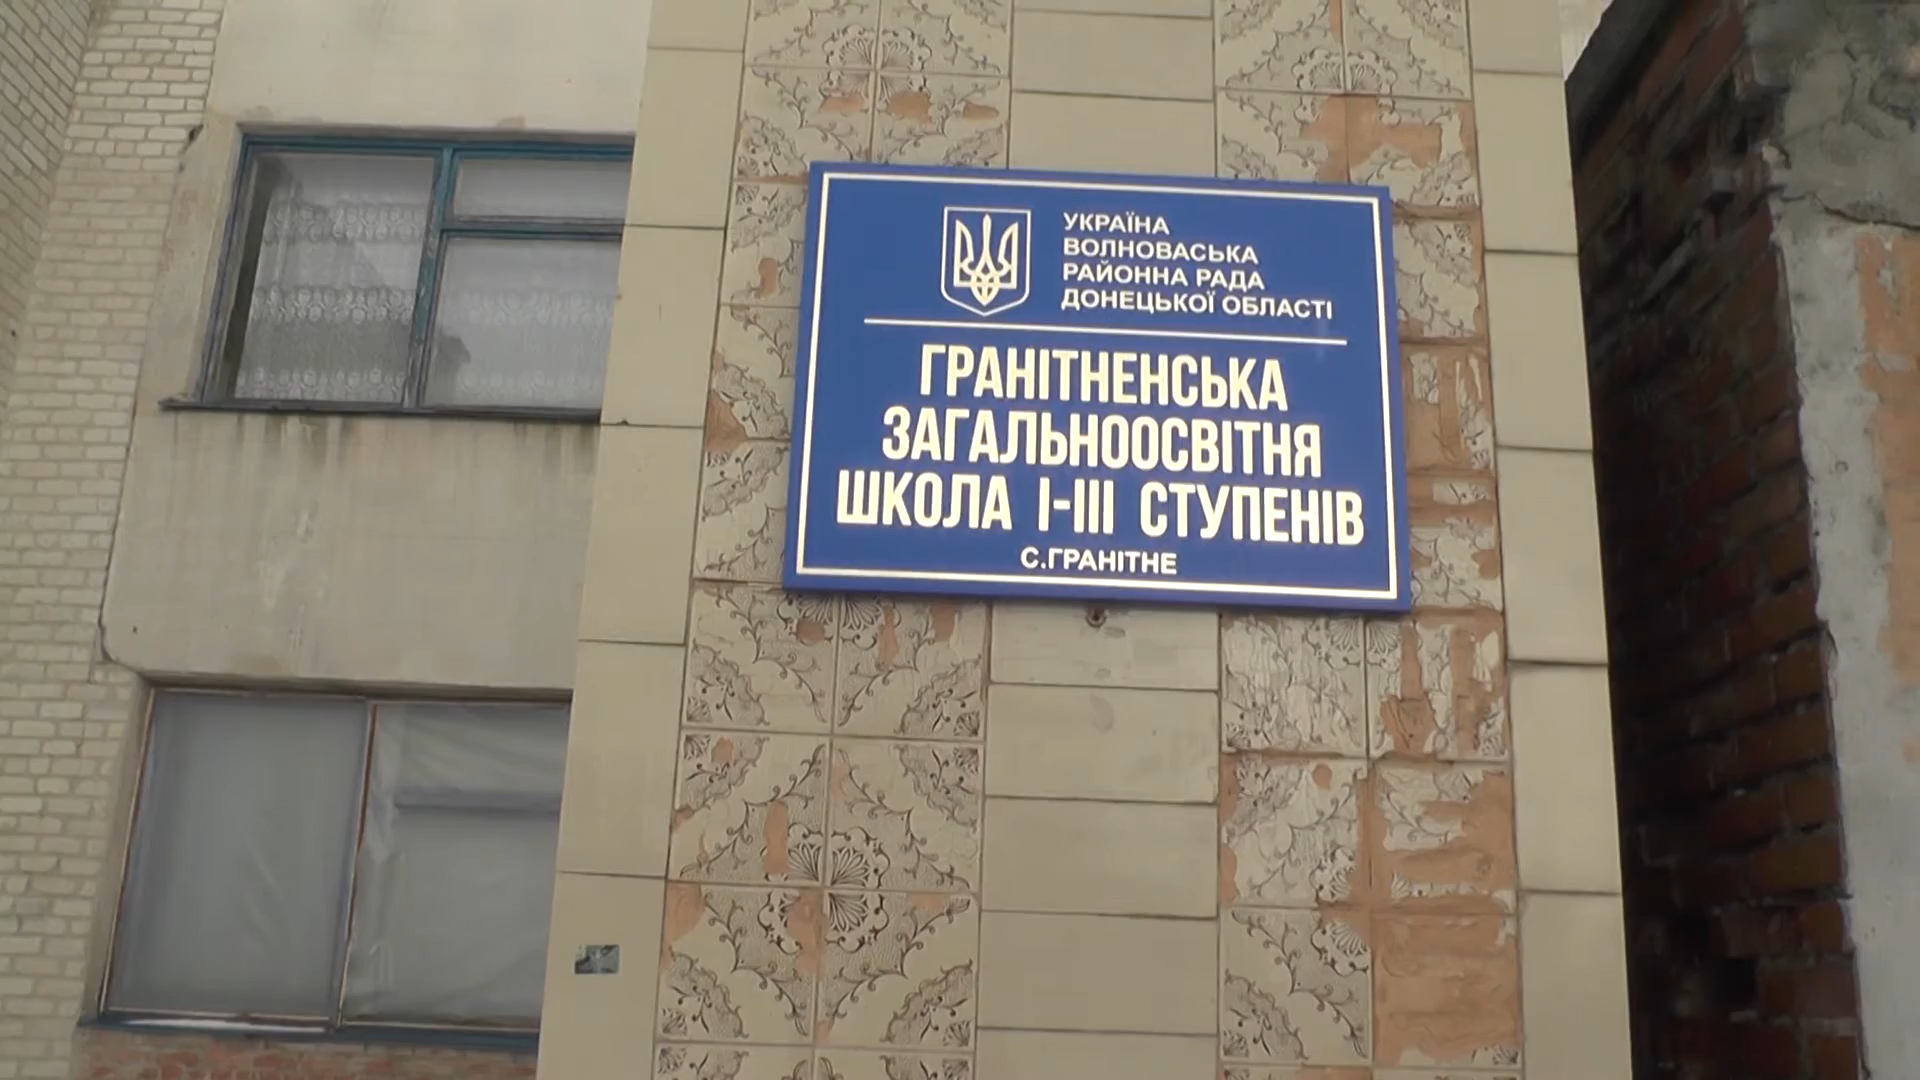 УКРАЇНА
ВОЛНОВАСЬКА
РАЙОННА РАДА
ДОНЕЦЬКОЇ ОБЛАСТІ
ГРАНІТНЕНСЬКА
ЗАГАЛЬНООСВІТНЯ
ШКОЛА І-ІІІ СТУПЕНІВ
С.ГРАНІТНЕ